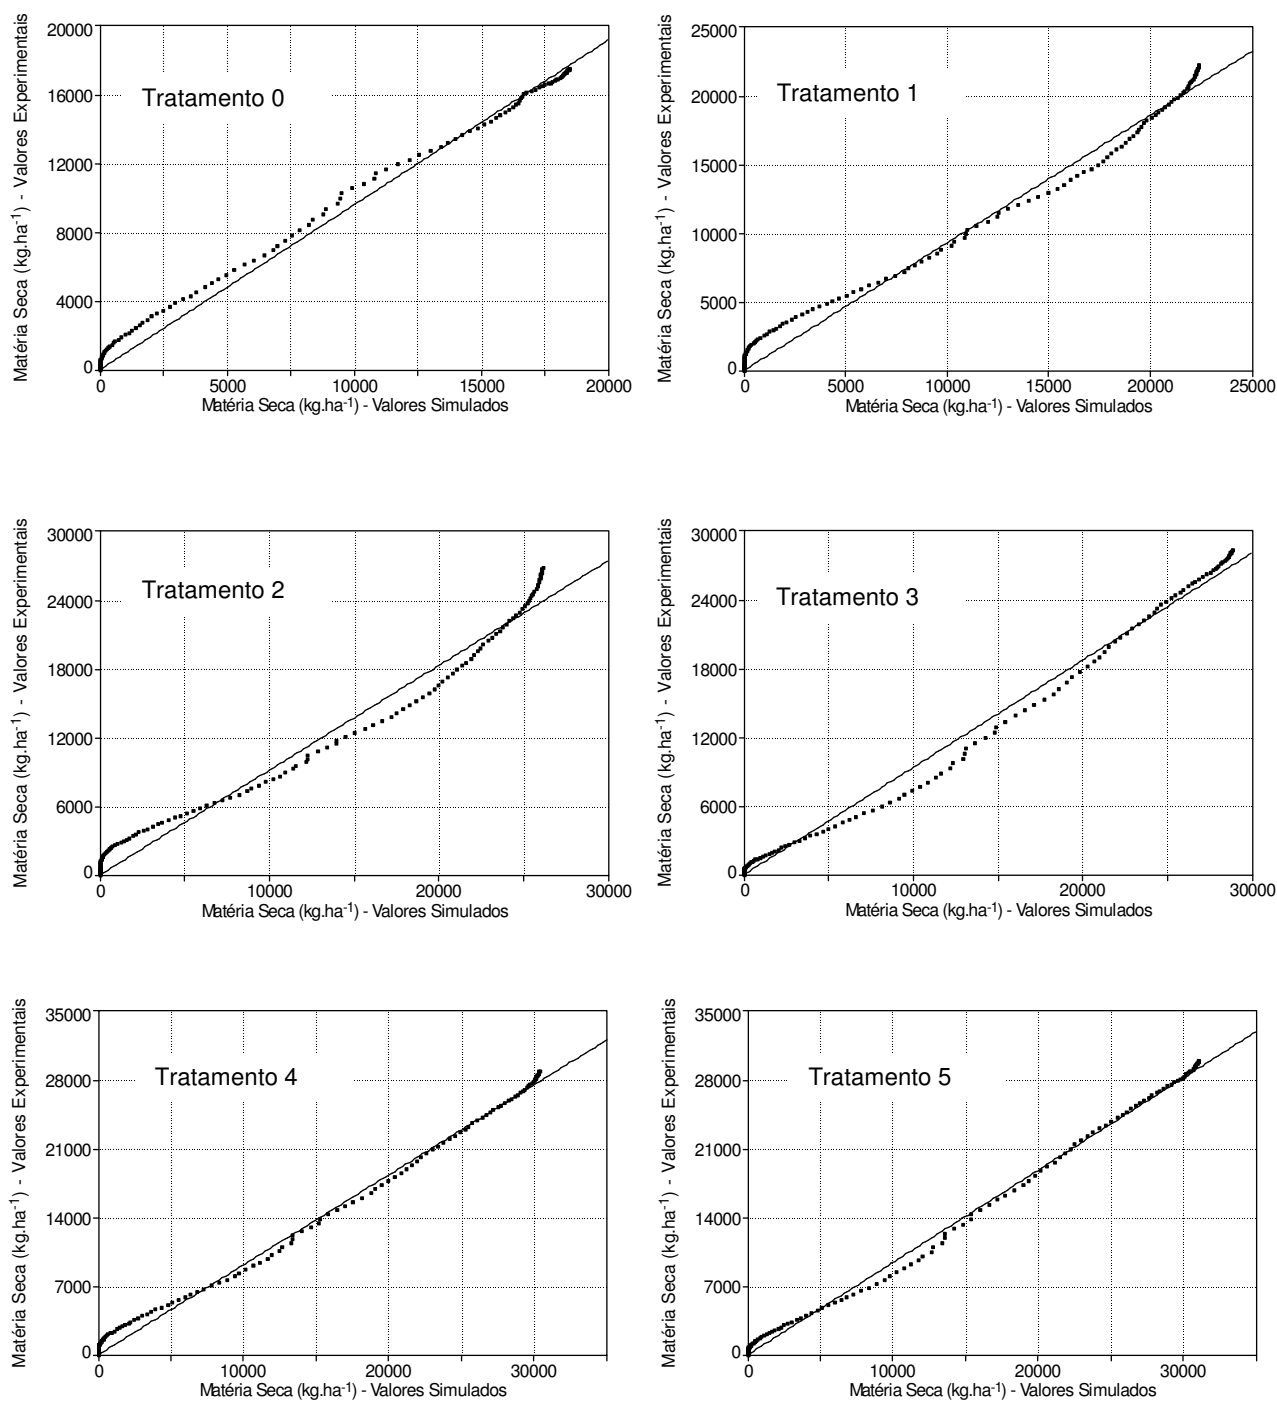 Matéria Seca (kg.ha-1) - Valores Experimentais
20000
16000
12000
8000
4000
0
Tratamento 0
0 5000 10000 15000 20000
Matéria Seca (kg.ha-1) - Valores Simulados
Matéria Seca (kg.ha-1) - Valores Experimentais
25000
20000
15000
10000
5000
0
Tratamento 1
0 5000 10000 15000 20000 25000
Matéria Seca (kg.ha-1) - Valores Simulados
Matéria Seca (kg.ha-1) - Valores Experimentais
30000
24000
18000
12000
6000
0
Tratamento 2
0 10000 20000 30000
Matéria Seca (kg.ha-1) - Valores Simulados
Matéria Seca (kg.ha-1) - Valores Experimentais
30000
24000
18000
12000
6000
0
Tratamento 3
0 10000 20000 30000
Matéria Seca (kg.ha-1) - Valores Simulados
Matéria Seca (kg.ha-1) - Valores Experimentais
35000
28000
21000
14000
7000
0
Tratamento 4
0 10000 20000 30000
Matéria Seca (kg.ha-1) - Valores Simulados
Matéria Seca (kg.ha-1) - Valores Experimentais
35000
28000
21000
14000
7000
0
Tratamento 5
0 10000 20000 30000
Matéria Seca (kg.ha-1) - Valores Simulados